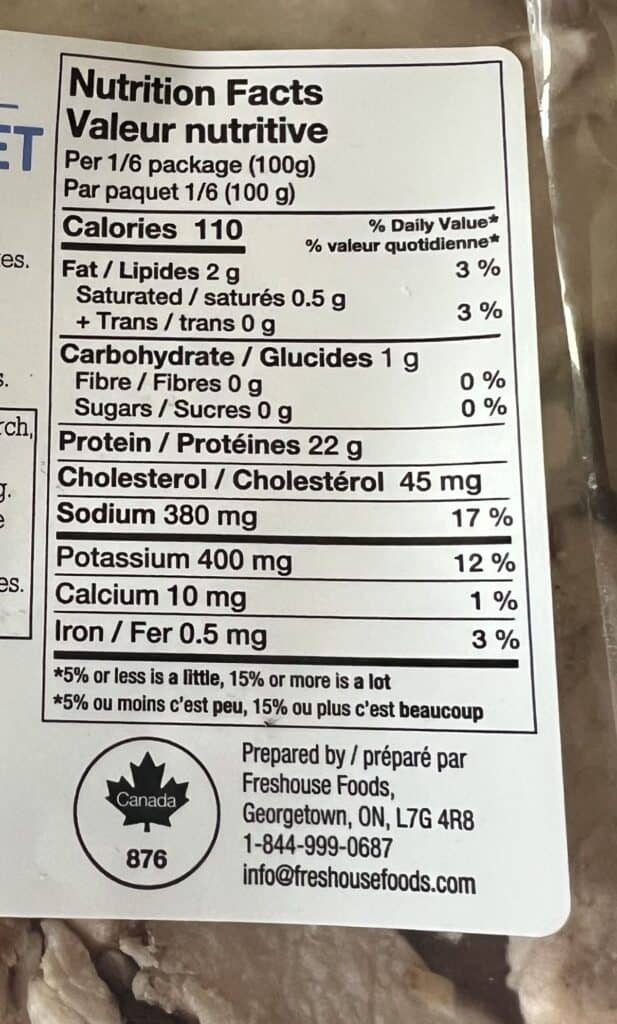 ET
es.
s.
rch,
g.
e
es.
Nutrition Facts
Valeur nutritive
Per 1/6 package (100g)
Par paquet 1/6 (100 g)
Calories 110
% Daily Value*
% valeur quotidienne*
Fat / Lipides 2 g 3 %
Saturated / saturés 0.5 g
+ Trans / trans 0 g 3 %
Carbohydrate / Glucides 1 g
Fibre / Fibres 0 g 0 %
Sugars / Sucres 0 g 0 %
Protein / Protéines 22 g
Cholesterol / Cholestérol 45 mg
Sodium 380 mg 17 %
Potassium 400 mg 12 %
Calcium 10 mg 1 %
Iron / Fer 0.5 mg 3 %
*5% or less is a little, 15% or more is a lot
*5% ou moins c'est peu, 15% ou plus c'est beaucoup
Canada
876
Prepared by / préparé par
Freshouse Foods,
Georgetown, ON, L7G 4R8
1-844-999-0687
info@freshousefoods.com